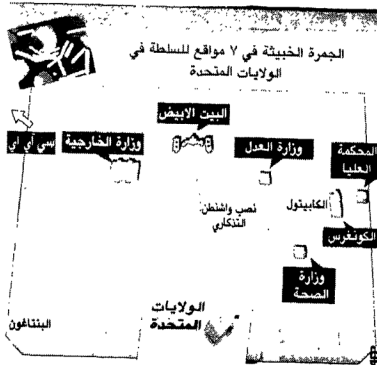 الجمرة الخبيثة في ٧ مواقع للسلطة في
الولايات المتحدة
البيت الابيض
سي آي أي
وزارة الخارجية
وزارة العدل
المحكمة
العليا
الكابيتول
نصب واشنطن
التذكاري
الكونغرس
وزارة
الصحة
الولايات
المتحدة
البنتاغون